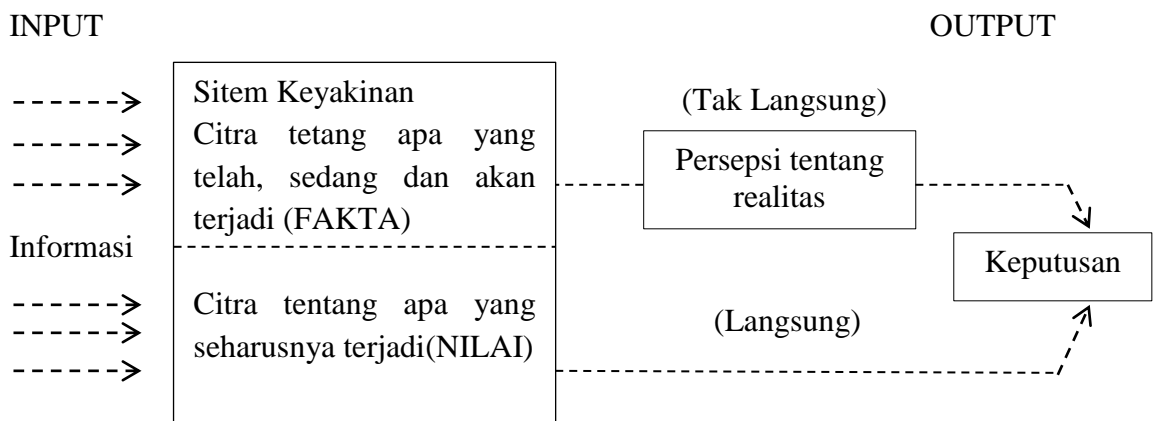 INPUT
OUTPUT
Sitem Keyakinan
Citra tetang apa yang
telah, sedang dan akan
terjadi (FAKTA)
(Tak Langsung)
Persepsi tentang
realitas
Informasi
Keputusan
Citra tentang apa yang
seharusnya terjadi(NILAI)
(Langsung)